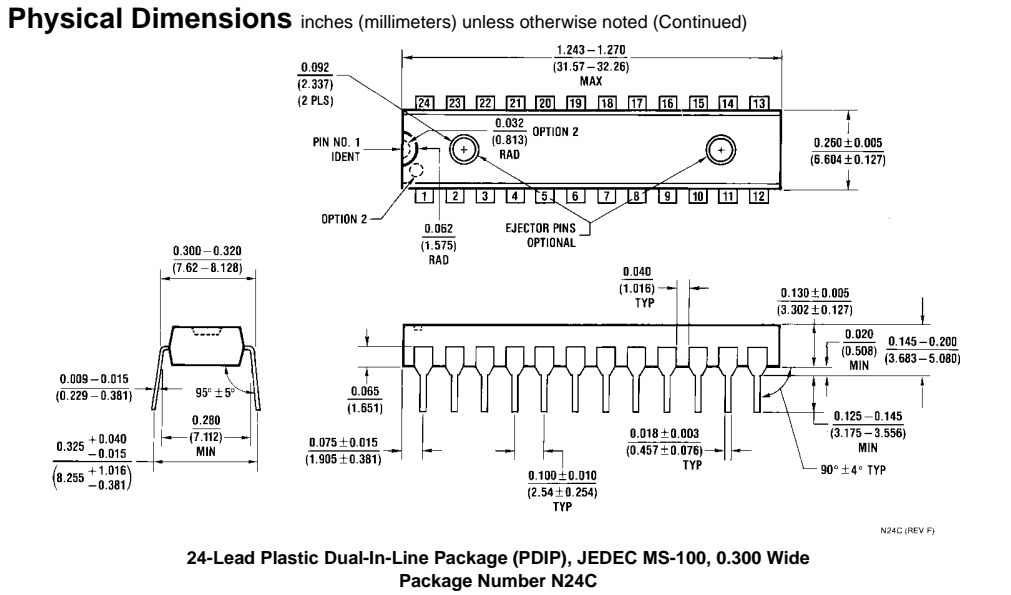 Physical Dimensions inches (millimeters) unless otherwise noted (Continued)
1.243 – 1.270
(31.57 – 32.26)
MAX
0.092
(2.337)
(2 PLS)
24 23 22 21 20 19 18 17 16 15 14 13
0.032
(0.813)
RAD
OPTION 2
PIN NO. 1
IDENT
0.260 ± 0.005
(6.604 ± 0.127)
1 2 3 4 5 6 7 8 9 10 11 12
OPTION 2
0.062
(1.575)
RAD
EJECTOR PINS
OPTIONAL
0.300 – 0.320
(7.62 – 8.128)
0.040
(1.016)
TYP
0.130 ± 0.005
(3.302 ± 0.127)
0.020
(0.508)
MIN
0.145 – 0.200
(3.683 – 5.080)
0.009 – 0.015
(0.229 – 0.381)
95° ± 5°
0.280
(7.112)
MIN
0.065
(1.651)
0.125 – 0.145
(3.175 – 3.556)
MIN
0.325 + 0.040
– 0.015
(8.255 + 1.016
– 0.381)
0.075 ± 0.015
(1.905 ± 0.381)
0.018 ± 0.003
(0.457 ± 0.076)
TYP
90° ± 4° TYP
0.100 ± 0.010
(2.54 ± 0.254)
TYP
N24C (REV F)
24-Lead Plastic Dual-In-Line Package (PDIP), JEDEC MS-100, 0.300 Wide
Package Number N24C